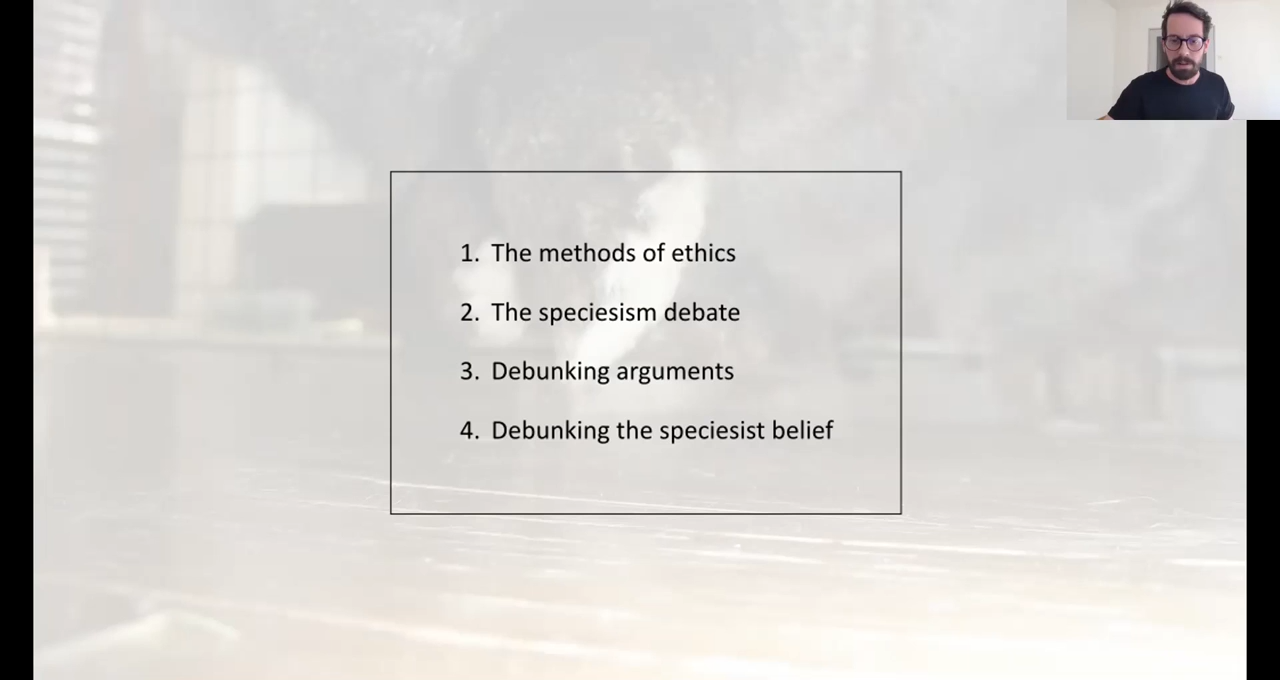 1. The methods of ethics
2. The speciesism debate
3. Debunking arguments
4. Debunking the speciesist belief